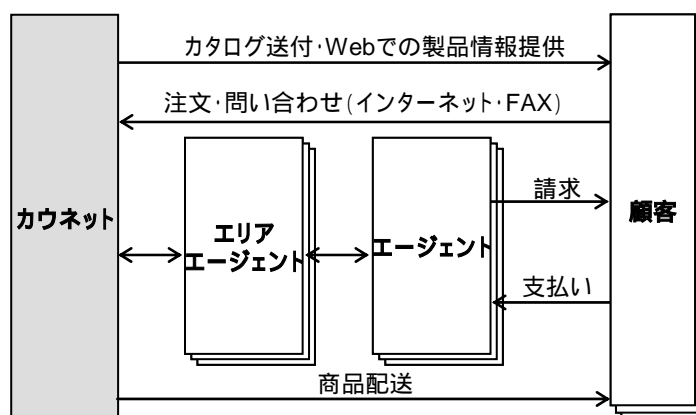 カタログ送付･Webでの製品情報提供
注文･問い合わせ(インターネット･FAX)
カウネット
エリア
エージェント
エージェント
請求
支払い
顧客
商品配送